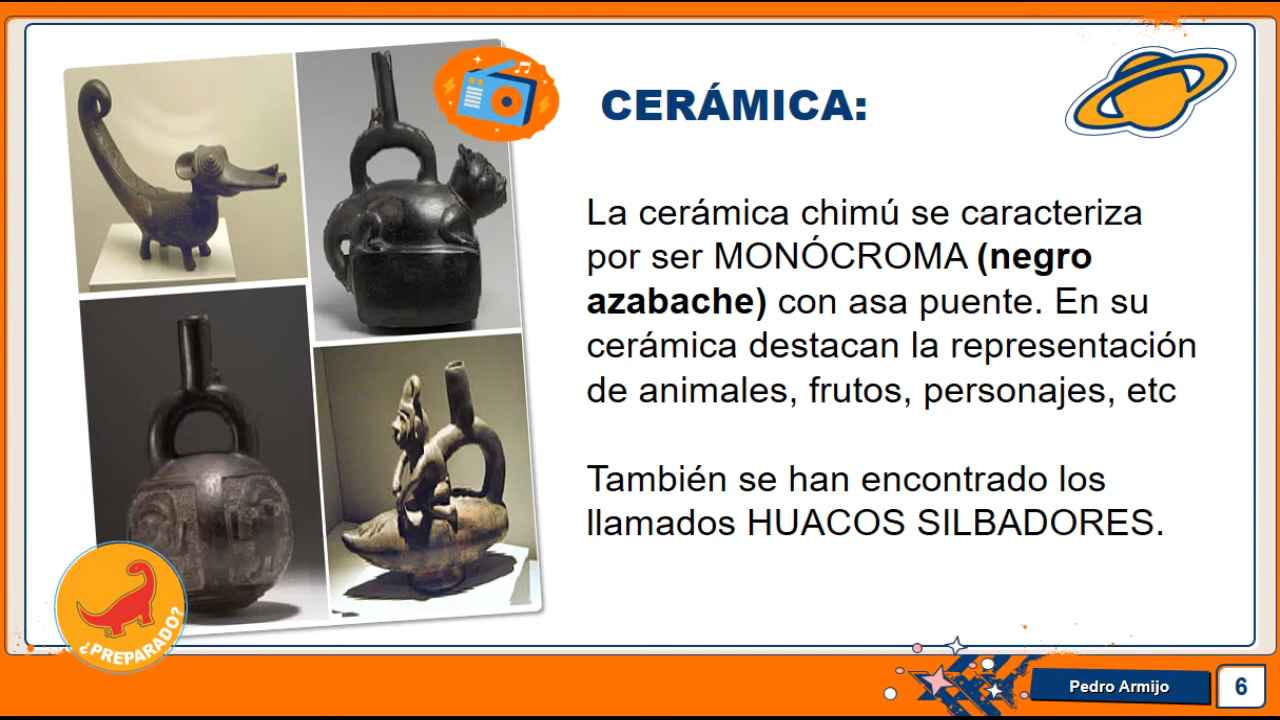 CERÁMICA:
La cerámica chimú se caracteriza
por ser MONÓCROMA (negro
azabache) con asa puente. En su
cerámica destacan la representación
de animales, frutos, personajes, etc
También se han encontrado los
llamados HUACOS SILBADORES.
¿PREPARADO?
Pedro Armijo
6